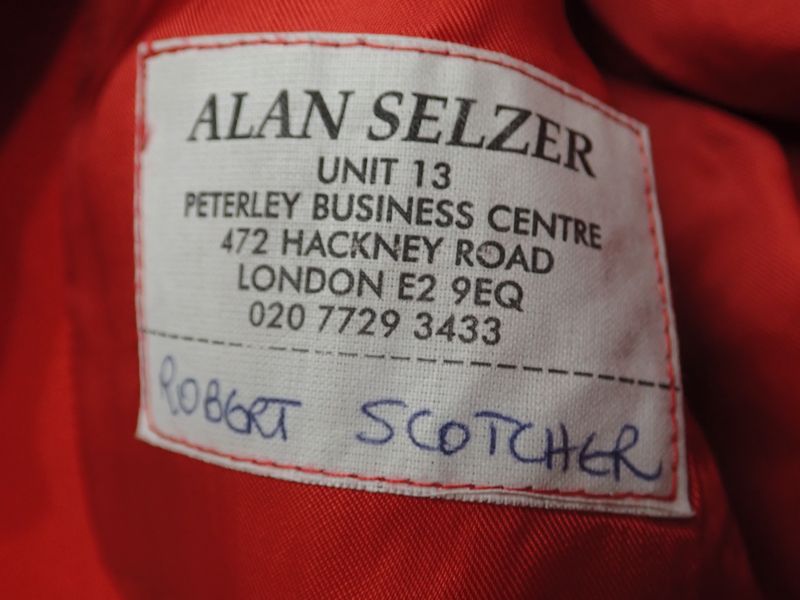 ALAN SELZER
UNIT 13
PETERLEY BUSINESS CENTRE
472 HACKNEY ROAD
LONDON E2 9EQ
020 7729 3433
ROBERT SCOTCHER